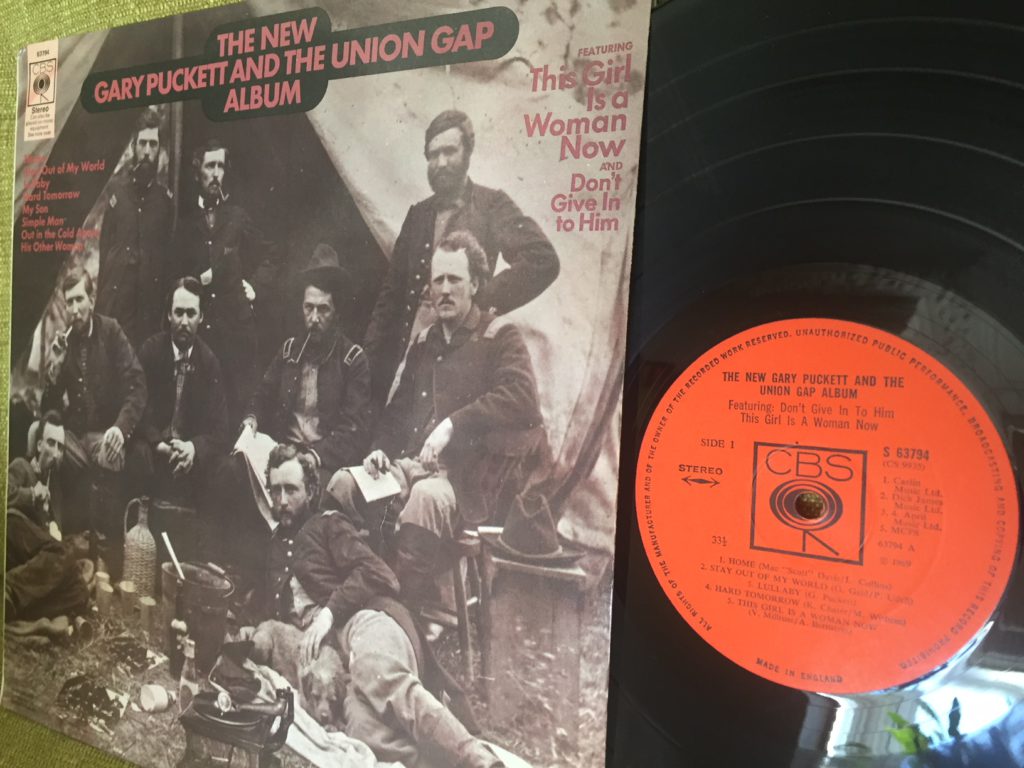 THE NEW
GARY PUCKETT AND THE UNION GAP
ALBUM
63794
CBS
Stereo
FEATURING
This Girl
Is a
Woman
Now
AND
Don't
Give In
to Him
Out of My World
Hard Tomorrow
My Son
Simple Man
Out in the Cold Again
His Other Woman
ALL RIGHTS OF THE MANUFACTURER AND OF THE OWNER OF THE RECORDED WORK RESERVED. UNAUTHORIZED PUBLIC PERFORMANCE, BROADCASTING AND COPYING OF THIS RECORD PROHIBITED
THE NEW GARY PUCKETT AND THE
UNION GAP ALBUM
Featuring: Don't Give In To Him
This Girl Is A Woman Now
SIDE 1
S 63794
(CS 9935)
STEREO
CBS
1. Carlin
Music Ltd.
2. Dick James
Music Ltd.
3. 4. April
Music Ltd.
5. MCPS
33⅓
63794 A
℗ 1969
1. HOME (Mac "Scott" Davis/
2. STAY OUT OF MY WORLD
3. LULLABY (G. Puckett)
4. HARD TOMORROW
5. THIS GIRL IS A WOMAN NOW
MADE IN ENGLAND